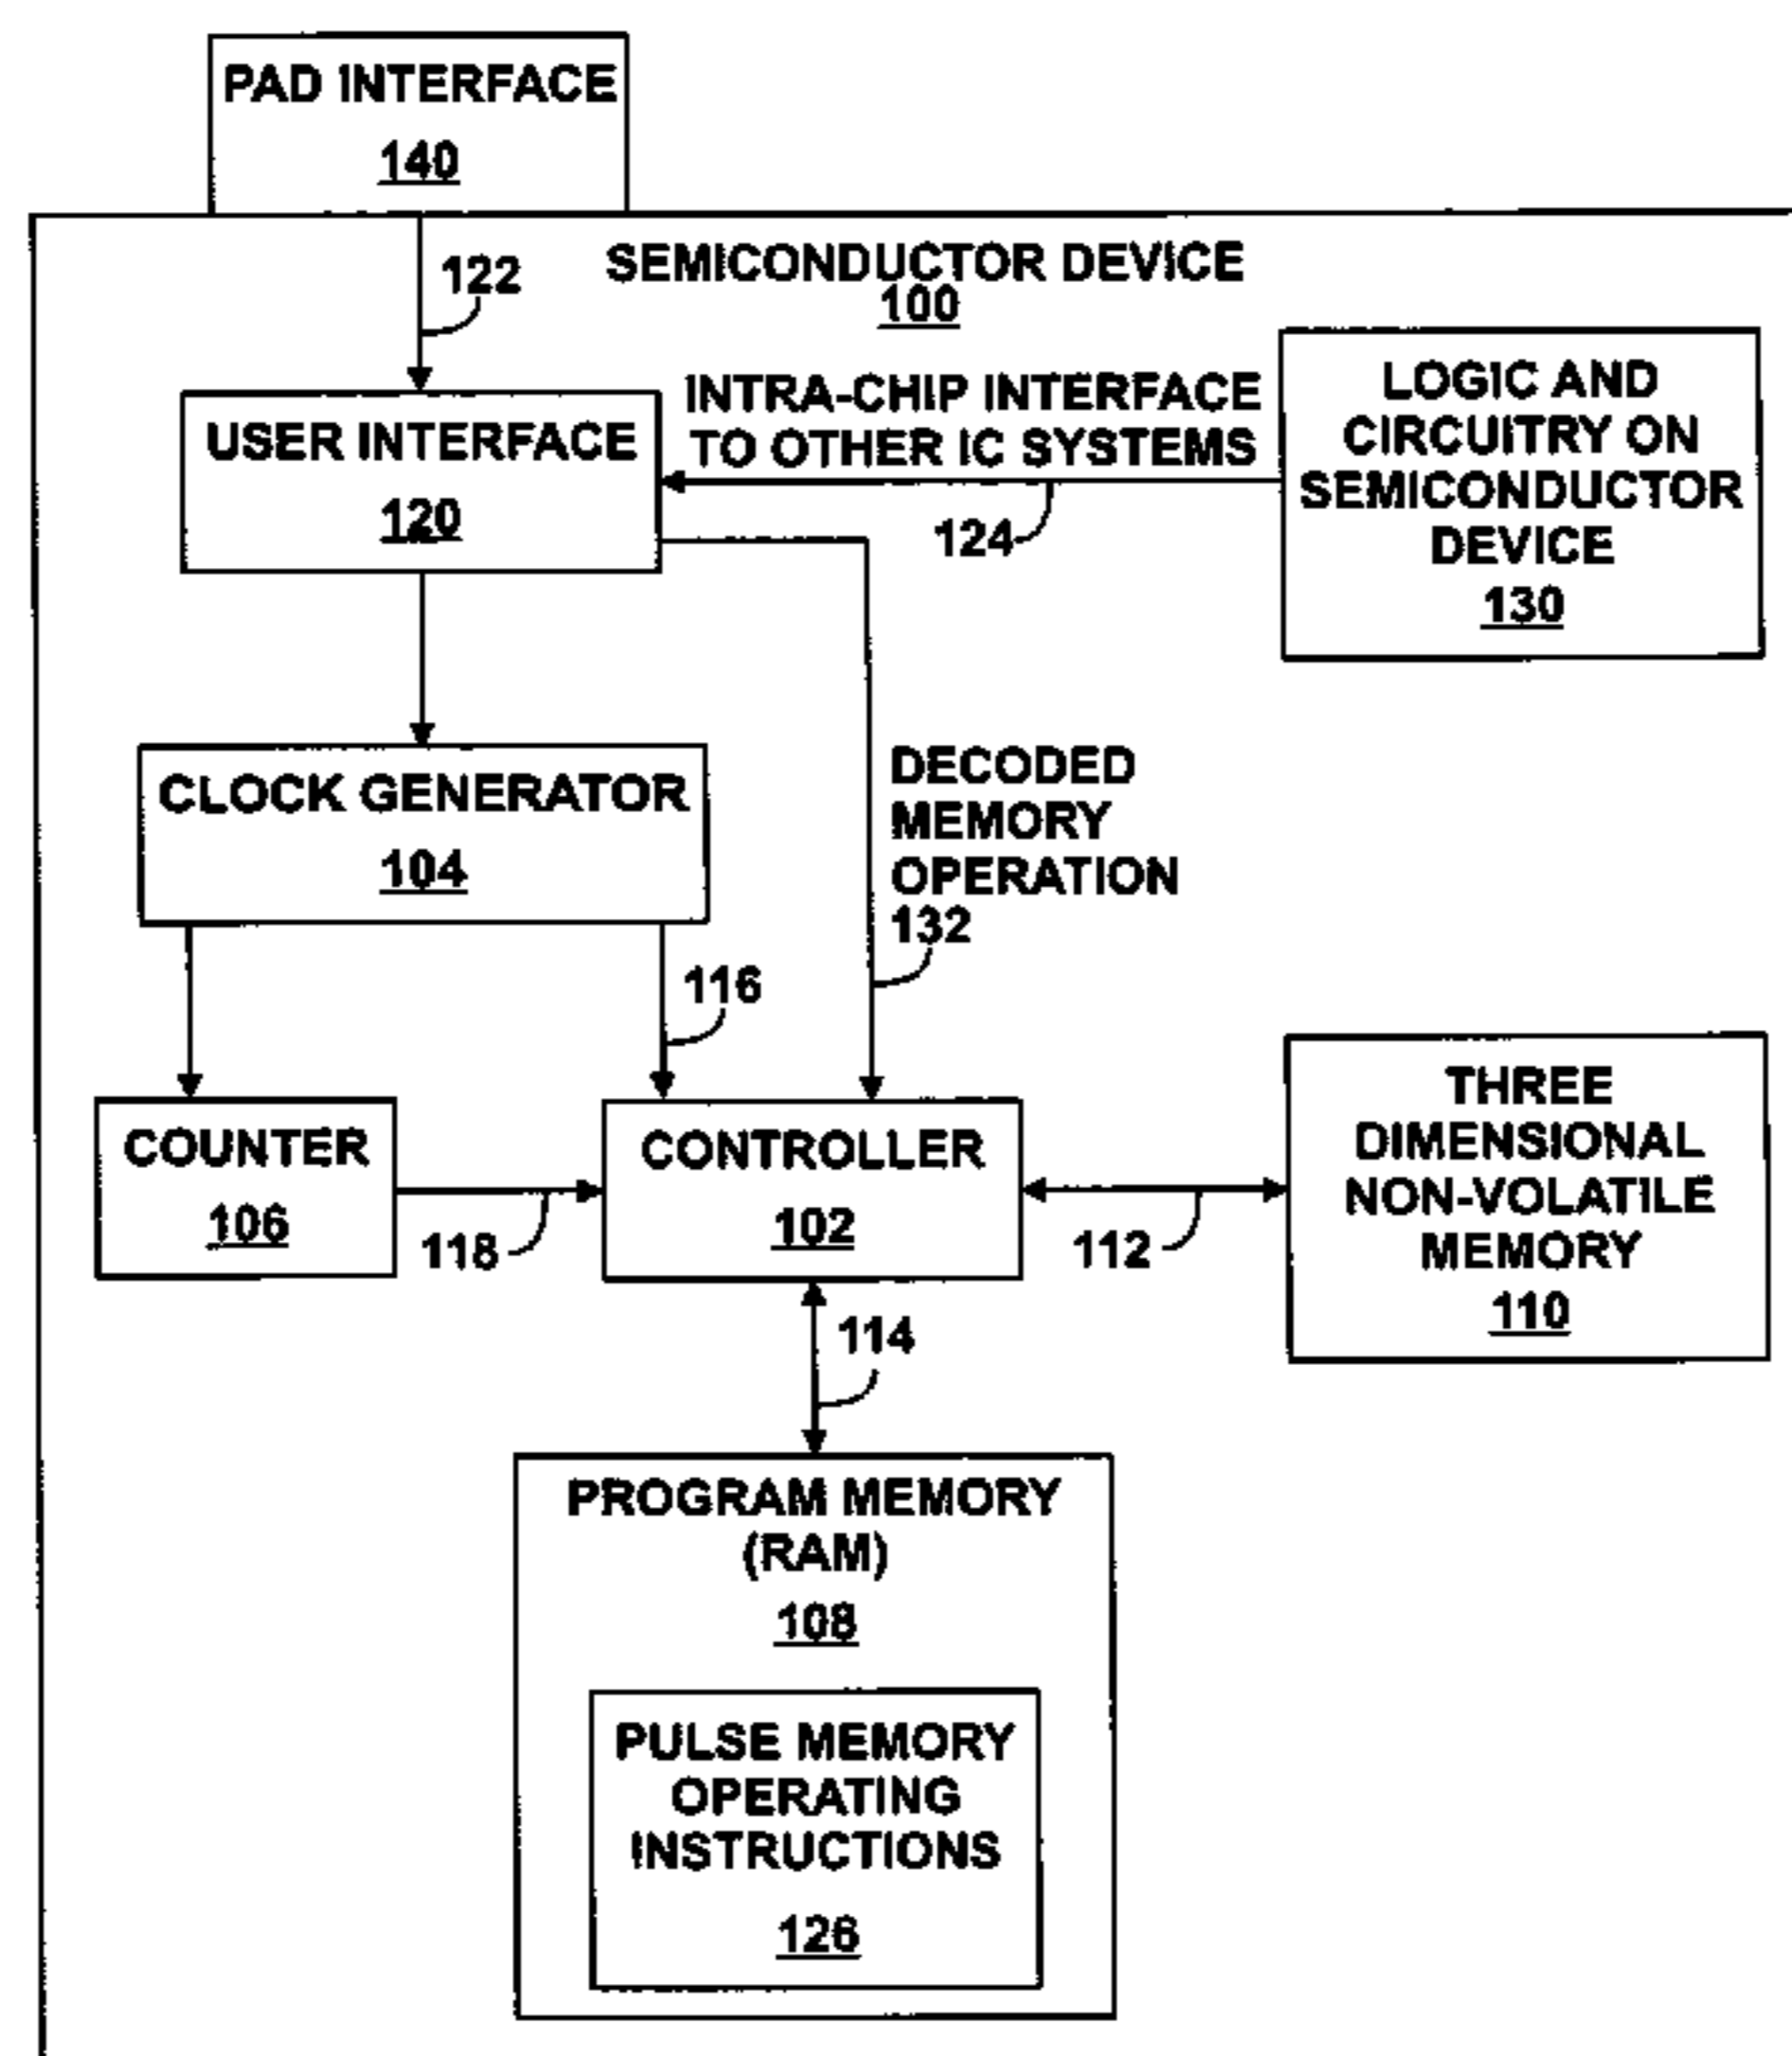 PAD INTERFACE
140
122
SEMICONDUCTOR DEVICE
100
USER INTERFACE
120
INTRA-CHIP INTERFACE
TO OTHER IC SYSTEMS
124
LOGIC AND
CIRCUITRY ON
SEMICONDUCTOR
DEVICE
130
CLOCK GENERATOR
104
DECODED
MEMORY
OPERATION
132
116
COUNTER
106
118
CONTROLLER
102
112
THREE
DIMENSIONAL
NON-VOLATILE
MEMORY
110
114
PROGRAM MEMORY
(RAM)
108
PULSE MEMORY
OPERATING
INSTRUCTIONS
126